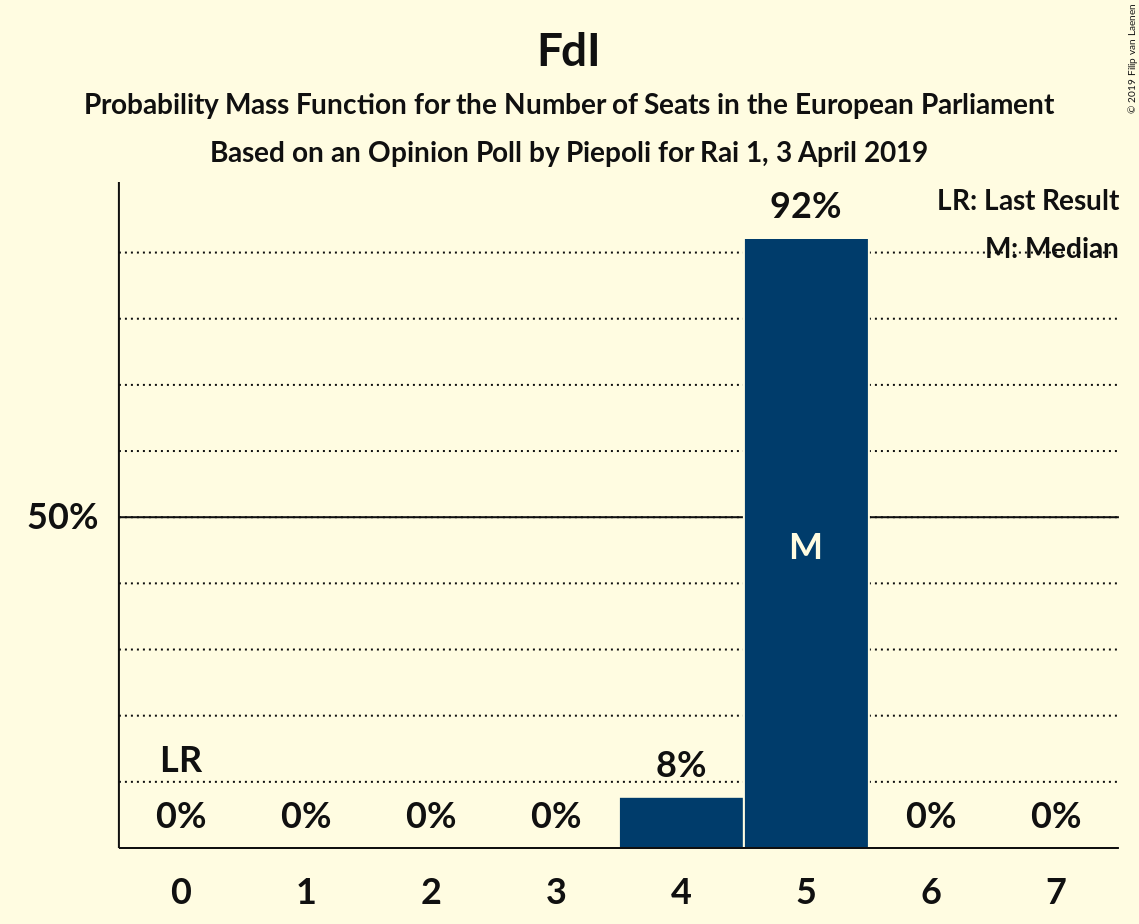 FdI
Probability Mass Function for the Number of Seats in the European Parliament
Based on an Opinion Poll by Piepoli for Rai 1, 3 April 2019
© 2019 Filip van Laenen
LR: Last Result
M: Median
92%
50%
M
LR
8%
0% 0% 0% 0% 0% 0%
0 1 2 3 4 5 6 7